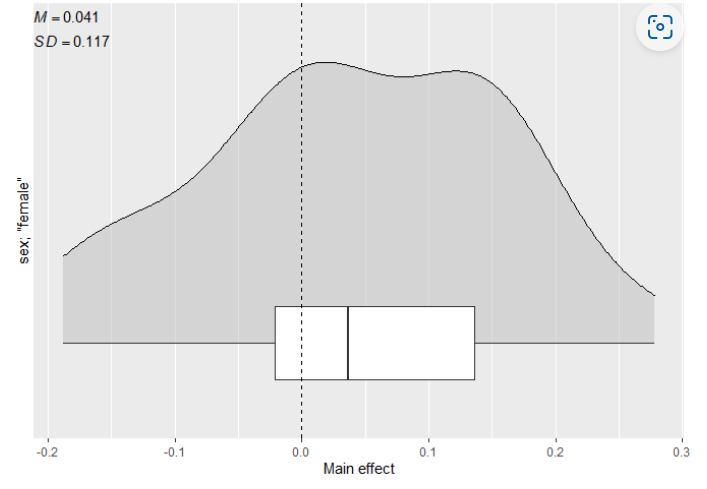 M = 0.041
SD = 0.117
sex; "female"
-0.2 -0.1 0.0 0.1 0.2 0.3
Main effect